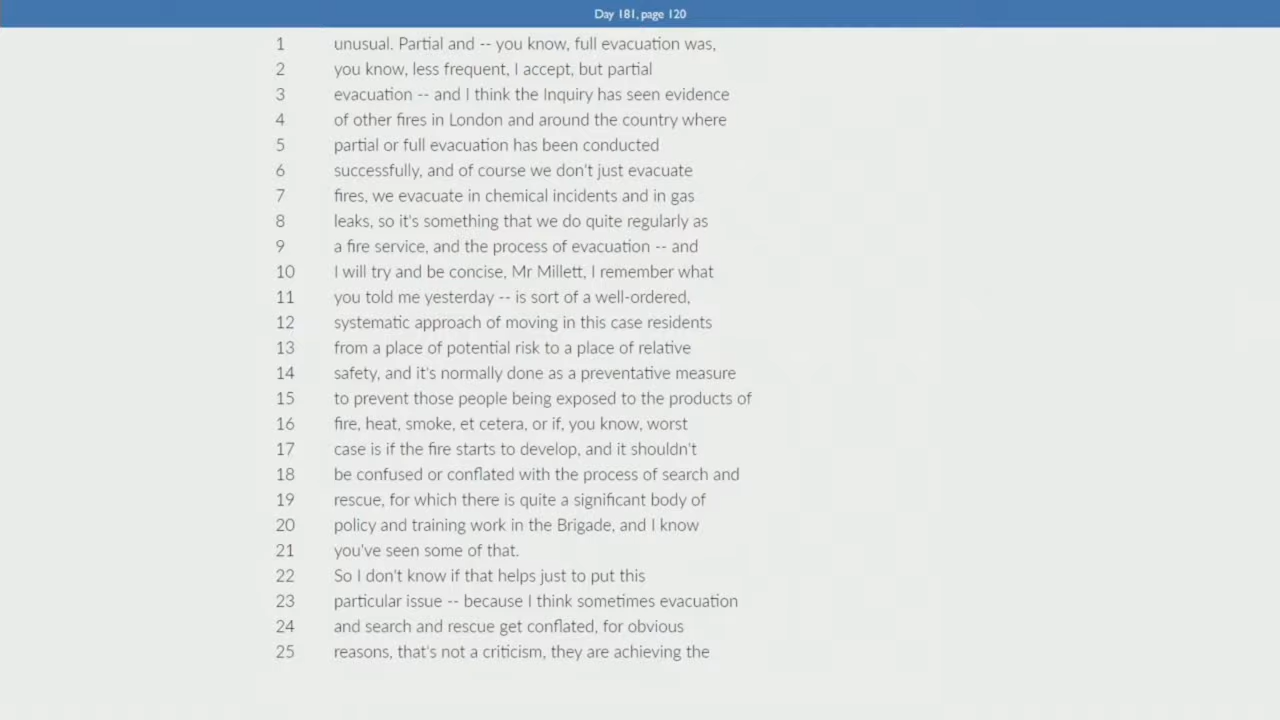 Day 181, page 120
1 unusual. Partial and -- you know, full evacuation was,
2 you know, less frequent, I accept, but partial
3 evacuation -- and I think the Inquiry has seen evidence
4 of other fires in London and around the country where
5 partial or full evacuation has been conducted
6 successfully, and of course we don't just evacuate
7 fires, we evacuate in chemical incidents and in gas
8 leaks, so it's something that we do quite regularly as
9 a fire service, and the process of evacuation -- and
10 I will try and be concise, Mr Millett, I remember what
11 you told me yesterday -- is sort of a well-ordered,
12 systematic approach of moving in this case residents
13 from a place of potential risk to a place of relative
14 safety, and it's normally done as a preventative measure
15 to prevent those people being exposed to the products of
16 fire, heat, smoke, et cetera, or if, you know, worst
17 case is if the fire starts to develop, and it shouldn't
18 be confused or conflated with the process of search and
19 rescue, for which there is quite a significant body of
20 policy and training work in the Brigade, and I know
21 you've seen some of that.
22 So I don't know if that helps just to put this
23 particular issue -- because I think sometimes evacuation
24 and search and rescue get conflated, for obvious
25 reasons, that's not a criticism, they are achieving the